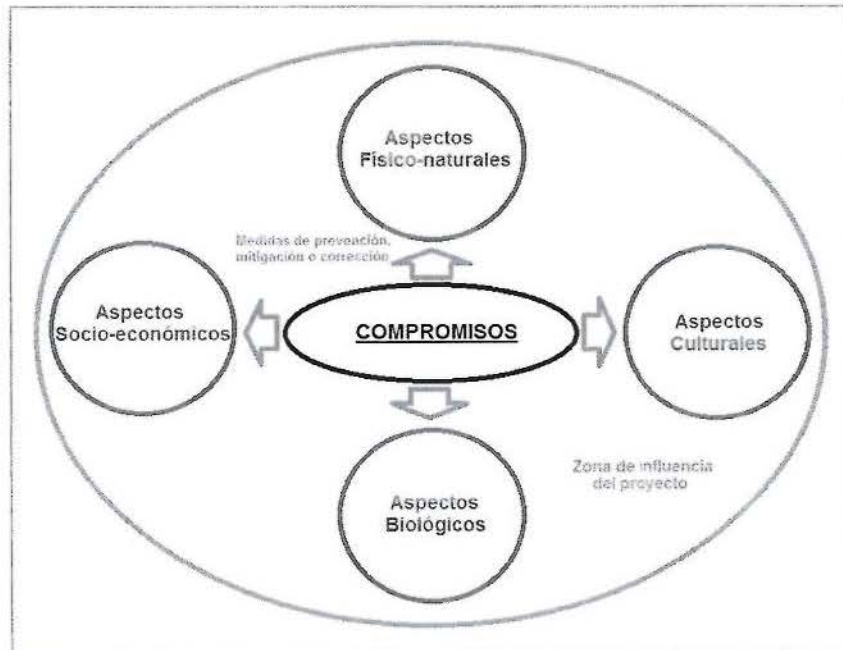 Aspectos
Físico-naturales
Medidas de prevención,
mitigación o corrección
Aspectos
Socio-económicos
COMPROMISOS
Aspectos
Culturales
Zona de influencia
del proyecto
Aspectos
Biológicos